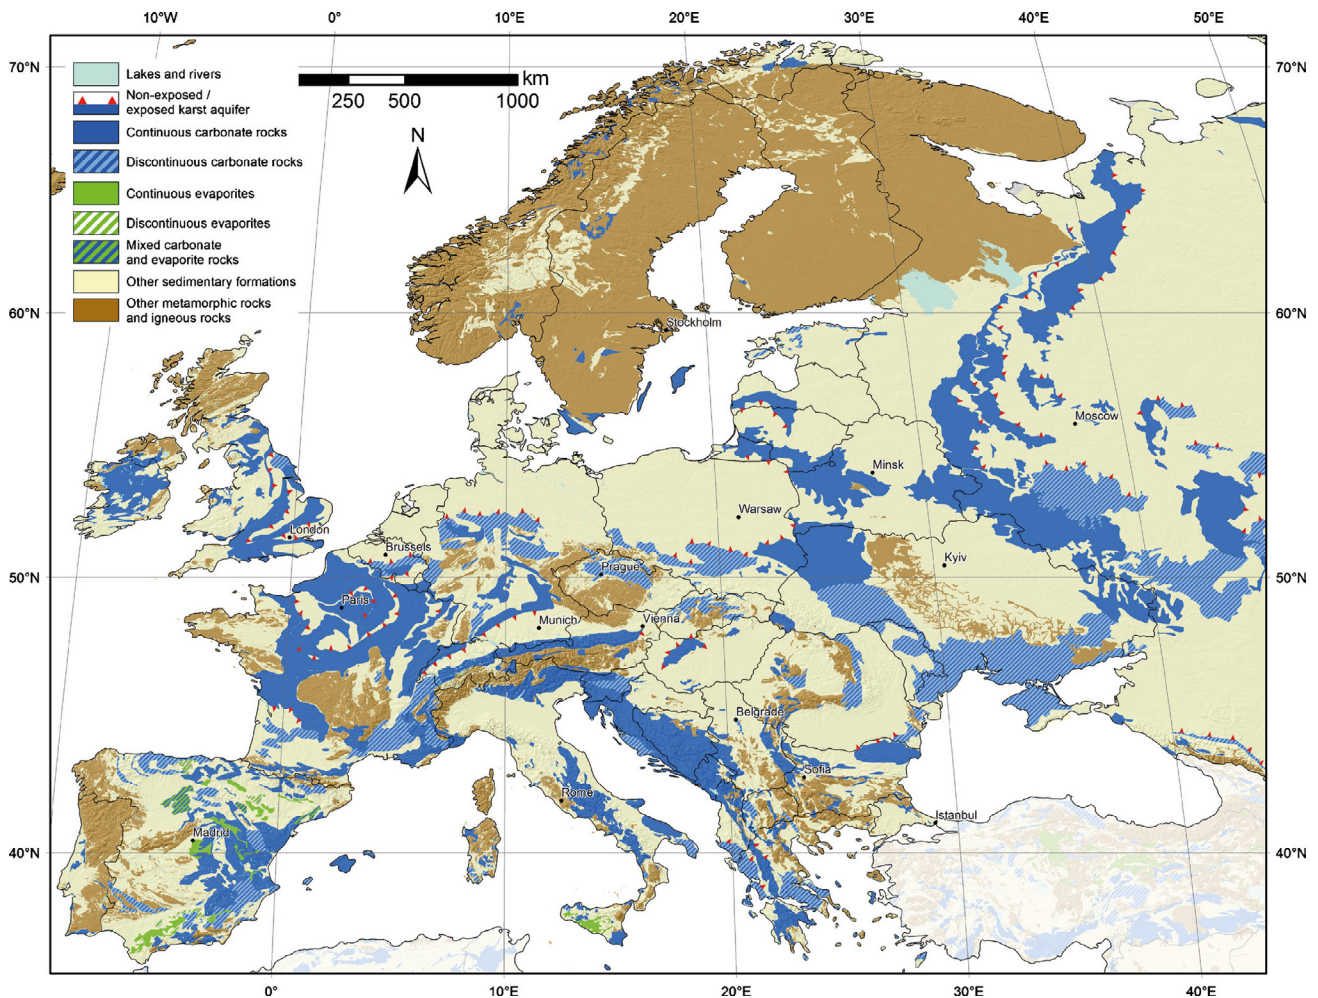 10°W 0° 10°E 20°E 30°E 40°E 50°E
70°N 70°N
Lakes and rivers
Non-exposed /
exposed karst aquifer
Continuous carbonate rocks
Discontinuous carbonate rocks
Continuous evaporites
Discontinuous evaporites
Mixed carbonate
and evaporite rocks
Other sedimentary formations
Other metamorphic rocks
and igneous rocks
km
250 500 1000
N
60°N 60°N
Stockholm
Moscow
Minsk
Warsaw
London
Brussels
Kyiv
Prague
50°N 50°N
Paris
Munich
Vienna
Belgrade
Sofia
Rome
Istanbul
Madrid
40°N 40°N
0° 10°E 20°E 30°E 40°E